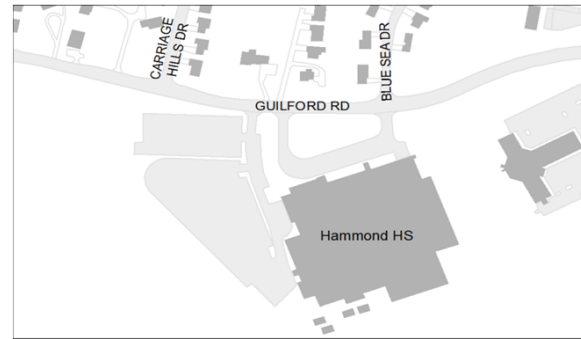 CARRIAGE
HILLS DR
BLUE SEA DR
GUILFORD RD
Hammond HS